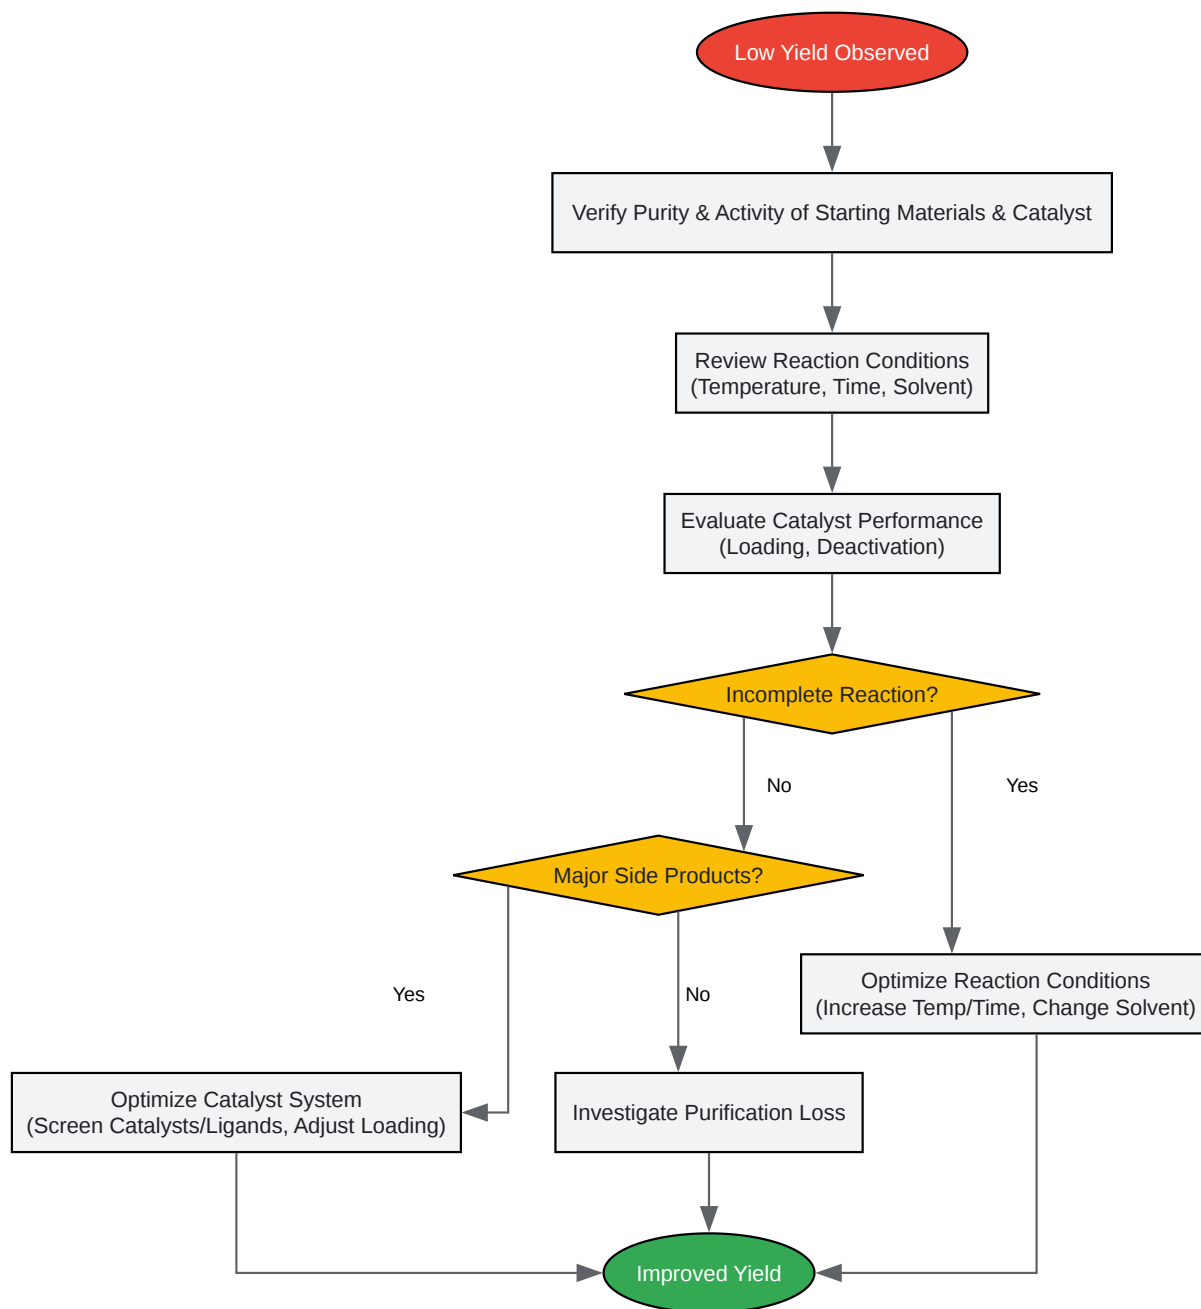 Low Yield Observed
Verify Purity & Activity of Starting Materials & Catalyst
Review Reaction Conditions
(Temperature, Time, Solvent)
Evaluate Catalyst Performance
(Loading, Deactivation)
Incomplete Reaction?
No
Yes
Major Side Products?
Yes
No
Optimize Reaction Conditions
(Increase Temp/Time, Change Solvent)
Optimize Catalyst System
(Screen Catalysts/Ligands, Adjust Loading)
Investigate Purification Loss
Improved Yield